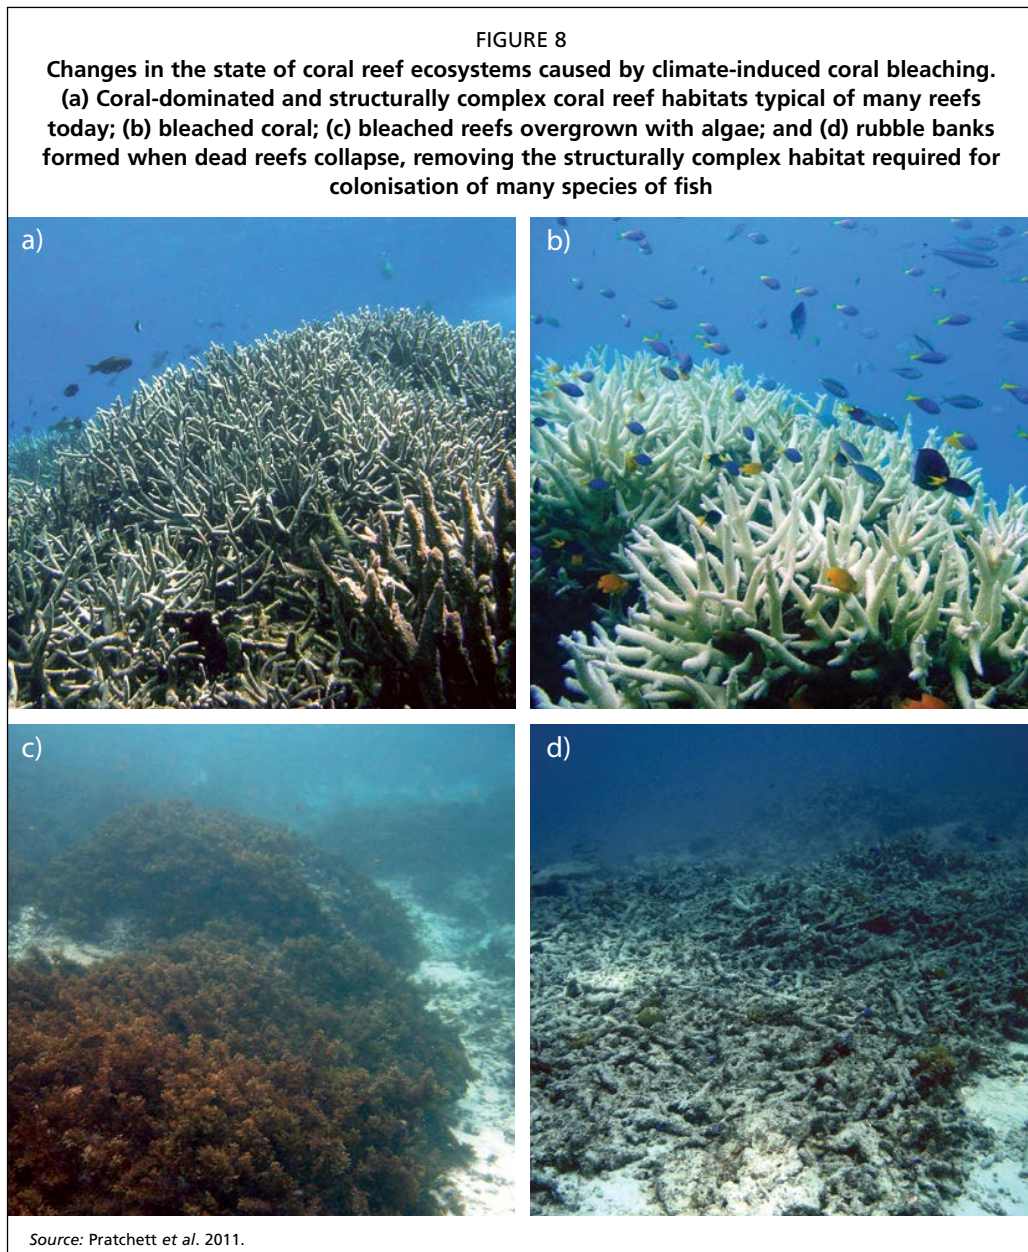 FIGURE 8
Changes in the state of coral reef ecosystems caused by climate-induced coral bleaching.
(a) Coral-dominated and structurally complex coral reef habitats typical of many reefs
today; (b) bleached coral; (c) bleached reefs overgrown with algae; and (d) rubble banks
formed when dead reefs collapse, removing the structurally complex habitat required for
colonisation of many species of fish
a)
b)
c)
d)
Source: Pratchett et al. 2011.